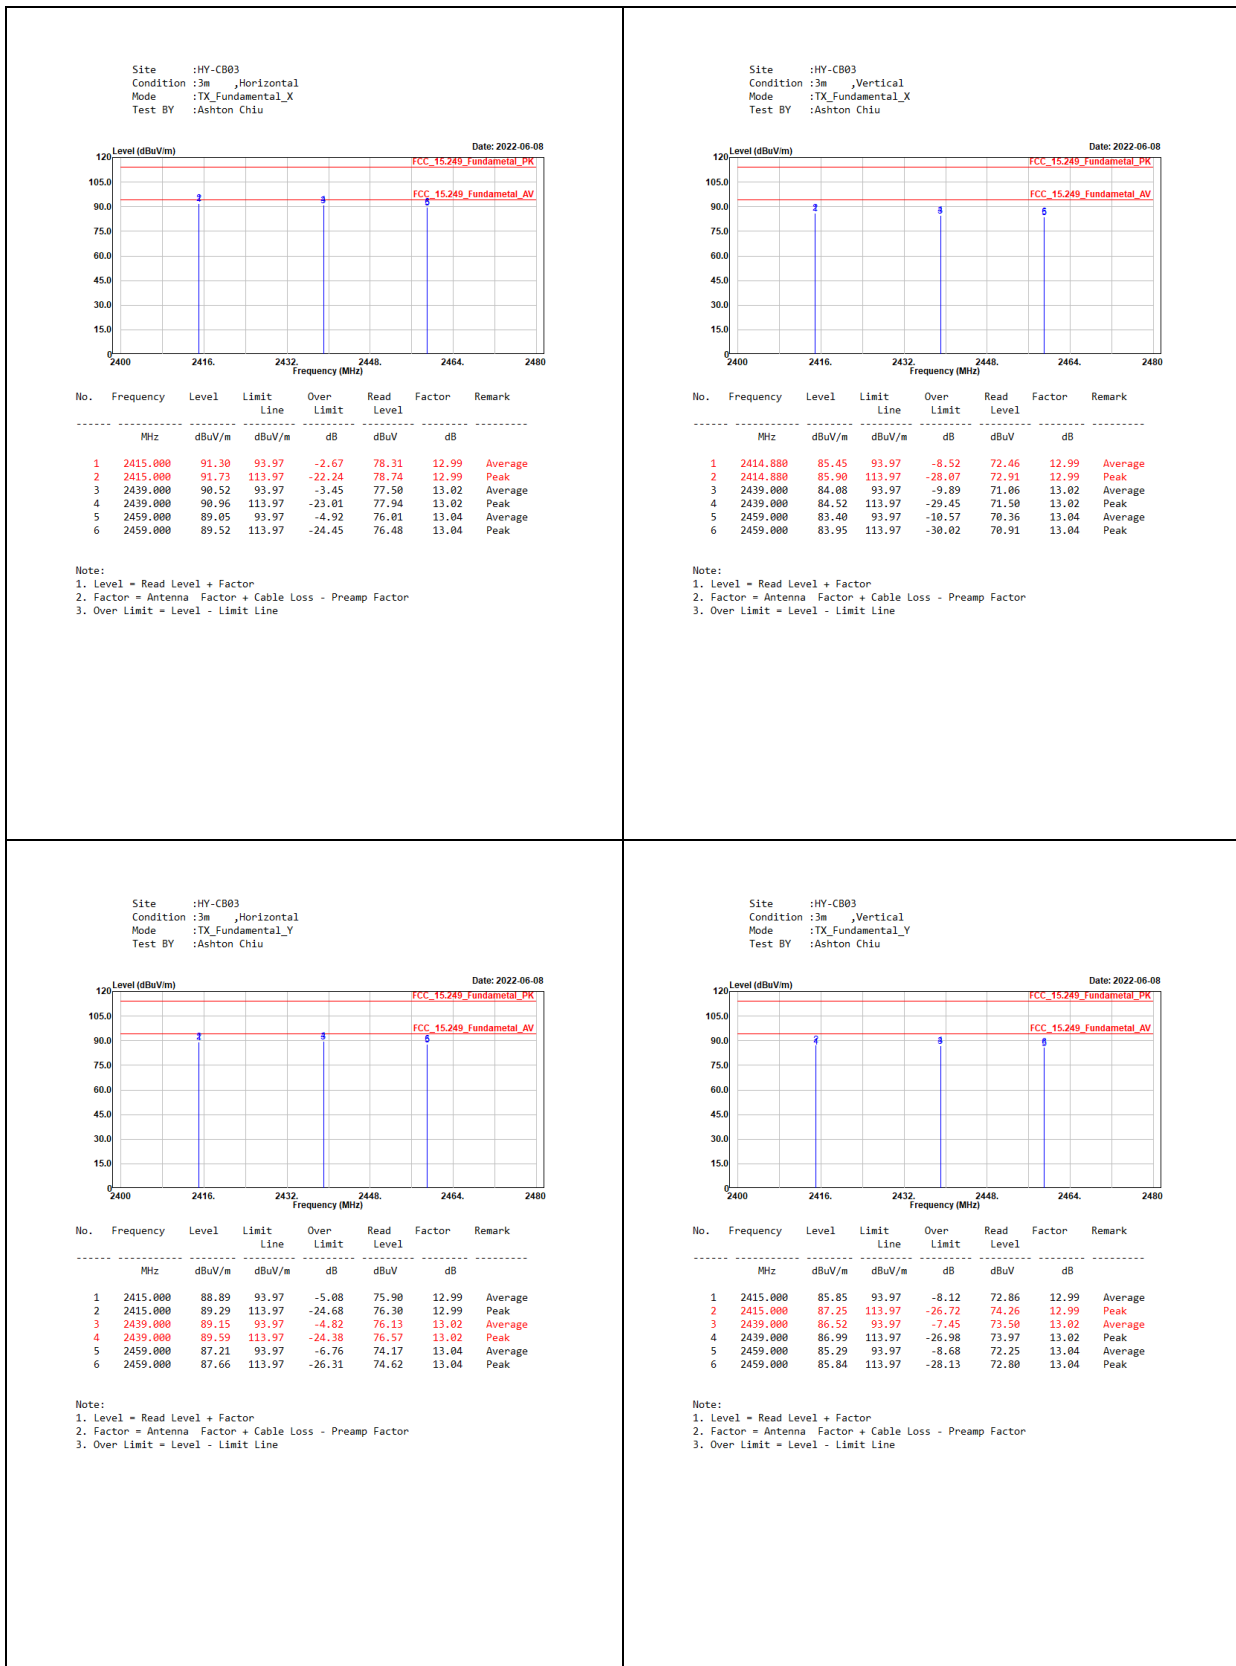 Site :HY-CB03
Condition :3m ,Horizontal
Mode :TX_Fundamental_X
Test BY :Ashton Chiu
Level (dBuV/m) Date: 2022-06-08
120
FCC_15.249_Fundametal_PK
105.0
FCC_15.249_Fundametal_AV
90.0
75.0
60.0
45.0
30.0
15.0
0
2400 2416. 2432. 2448. 2464. 2480
Frequency (MHz)
No. Frequency Level Limit Over Read Factor Remark
Line Limit Level
------ ----------- -------- --------- --------- -------- -------- ---------
MHz dBuV/m dBuV/m dB dBuV dB
1 2415.000 91.30 93.97 -2.67 78.31 12.99 Average
2 2415.000 91.73 113.97 -22.24 78.74 12.99 Peak
3 2439.000 90.52 93.97 -3.45 77.50 13.02 Average
4 2439.000 90.96 113.97 -23.01 77.94 13.02 Peak
5 2459.000 89.05 93.97 -4.92 76.01 13.04 Average
6 2459.000 89.52 113.97 -24.45 76.48 13.04 Peak
Note:
1. Level = Read Level + Factor
2. Factor = Antenna Factor + Cable Loss - Preamp Factor
3. Over Limit = Level - Limit Line
Site :HY-CB03
Condition :3m ,Vertical
Mode :TX_Fundamental_X
Test BY :Ashton Chiu
Level (dBuV/m) Date: 2022-06-08
120
FCC_15.249_Fundametal_PK
105.0
FCC_15.249_Fundametal_AV
90.0
75.0
60.0
45.0
30.0
15.0
0
2400 2416. 2432. 2448. 2464. 2480
Frequency (MHz)
No. Frequency Level Limit Over Read Factor Remark
Line Limit Level
------ ----------- -------- --------- --------- -------- -------- ---------
MHz dBuV/m dBuV/m dB dBuV dB
1 2414.880 85.45 93.97 -8.52 72.46 12.99 Average
2 2414.880 85.90 113.97 -28.07 72.91 12.99 Peak
3 2439.000 84.08 93.97 -9.89 71.06 13.02 Average
4 2439.000 84.52 113.97 -29.45 71.50 13.02 Peak
5 2459.000 83.40 93.97 -10.57 70.36 13.04 Average
6 2459.000 83.95 113.97 -30.02 70.91 13.04 Peak
Note:
1. Level = Read Level + Factor
2. Factor = Antenna Factor + Cable Loss - Preamp Factor
3. Over Limit = Level - Limit Line
Site :HY-CB03
Condition :3m ,Horizontal
Mode :TX_Fundamental_Y
Test BY :Ashton Chiu
Level (dBuV/m) Date: 2022-06-08
120
FCC_15.249_Fundametal_PK
105.0
FCC_15.249_Fundametal_AV
90.0
75.0
60.0
45.0
30.0
15.0
0
2400 2416. 2432. 2448. 2464. 2480
Frequency (MHz)
No. Frequency Level Limit Over Read Factor Remark
Line Limit Level
------ ----------- -------- --------- --------- -------- -------- ---------
MHz dBuV/m dBuV/m dB dBuV dB
1 2415.000 88.89 93.97 -5.08 75.90 12.99 Average
2 2415.000 89.29 113.97 -24.68 76.30 12.99 Peak
3 2439.000 89.15 93.97 -4.82 76.13 13.02 Average
4 2439.000 89.59 113.97 -24.38 76.57 13.02 Peak
5 2459.000 87.21 93.97 -6.76 74.17 13.04 Average
6 2459.000 87.66 113.97 -26.31 74.62 13.04 Peak
Note:
1. Level = Read Level + Factor
2. Factor = Antenna Factor + Cable Loss - Preamp Factor
3. Over Limit = Level - Limit Line
Site :HY-CB03
Condition :3m ,Vertical
Mode :TX_Fundamental_Y
Test BY :Ashton Chiu
Level (dBuV/m) Date: 2022-06-08
120
FCC_15.249_Fundametal_PK
105.0
FCC_15.249_Fundametal_AV
90.0
75.0
60.0
45.0
30.0
15.0
0
2400 2416. 2432. 2448. 2464. 2480
Frequency (MHz)
No. Frequency Level Limit Over Read Factor Remark
Line Limit Level
------ ----------- -------- --------- --------- -------- -------- ---------
MHz dBuV/m dBuV/m dB dBuV dB
1 2415.000 85.85 93.97 -8.12 72.86 12.99 Average
2 2415.000 87.25 113.97 -26.72 74.26 12.99 Peak
3 2439.000 86.52 93.97 -7.45 73.50 13.02 Average
4 2439.000 86.99 113.97 -26.98 73.97 13.02 Peak
5 2459.000 85.29 93.97 -8.68 72.25 13.04 Average
6 2459.000 85.84 113.97 -28.13 72.80 13.04 Peak
Note:
1. Level = Read Level + Factor
2. Factor = Antenna Factor + Cable Loss - Preamp Factor
3. Over Limit = Level - Limit Line